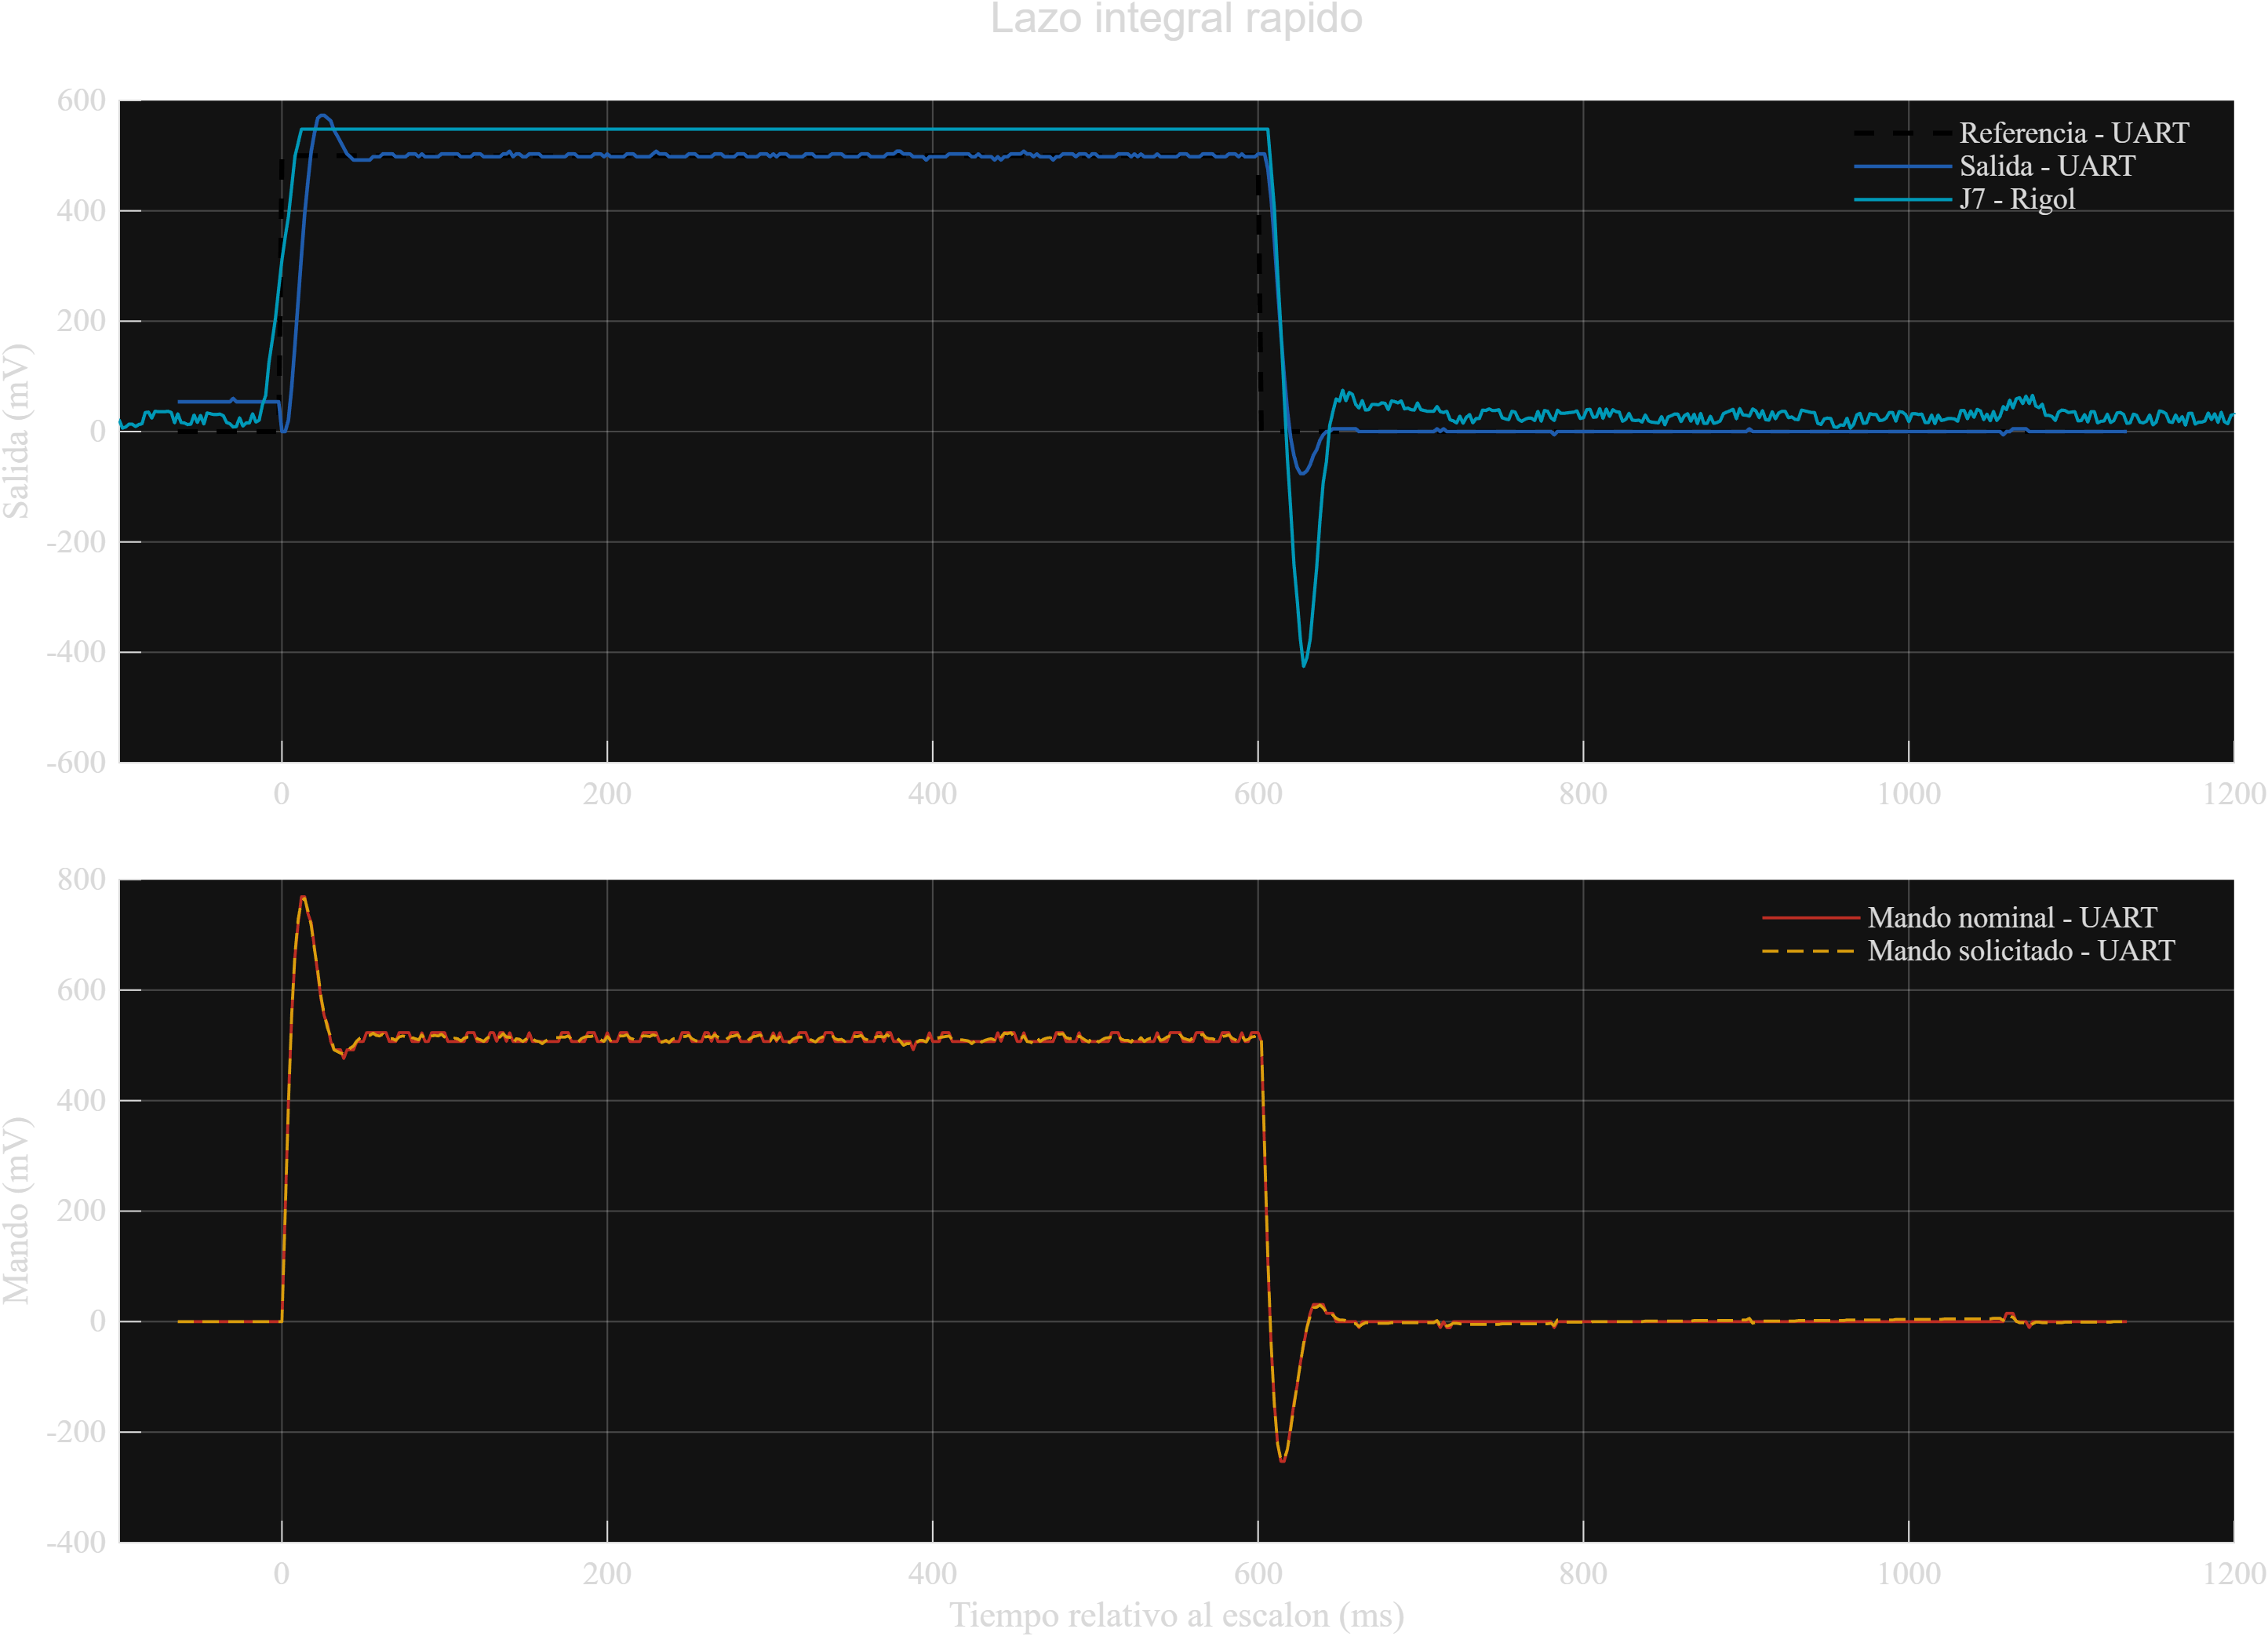 Lazo integral rapido
600
400
200
0
-200
-400
-600
Salida (mV)
Referencia - UART
Salida - UART
J7 - Rigol
0 200 400 600 800 1000 1200
800
600
400
200
0
-200
-400
Mando (mV)
Mando nominal - UART
Mando solicitado - UART
0 200 400 600 800 1000 1200
Tiempo relativo al escalon (ms)